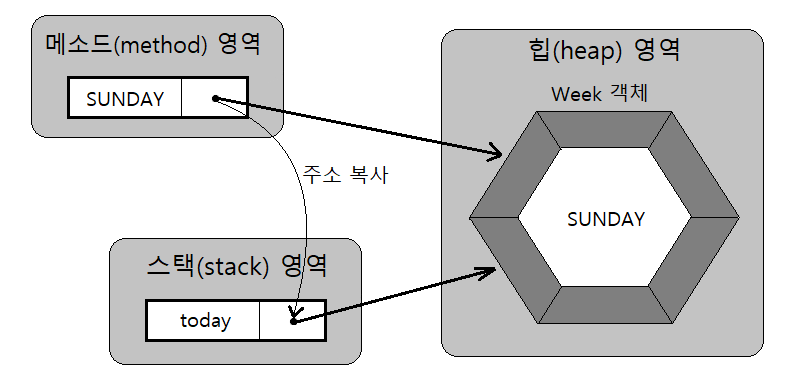 메소드(method) 영역
SUNDAY
힙(heap) 영역
Week 객체
SUNDAY
주소 복사
스택(stack) 영역
today